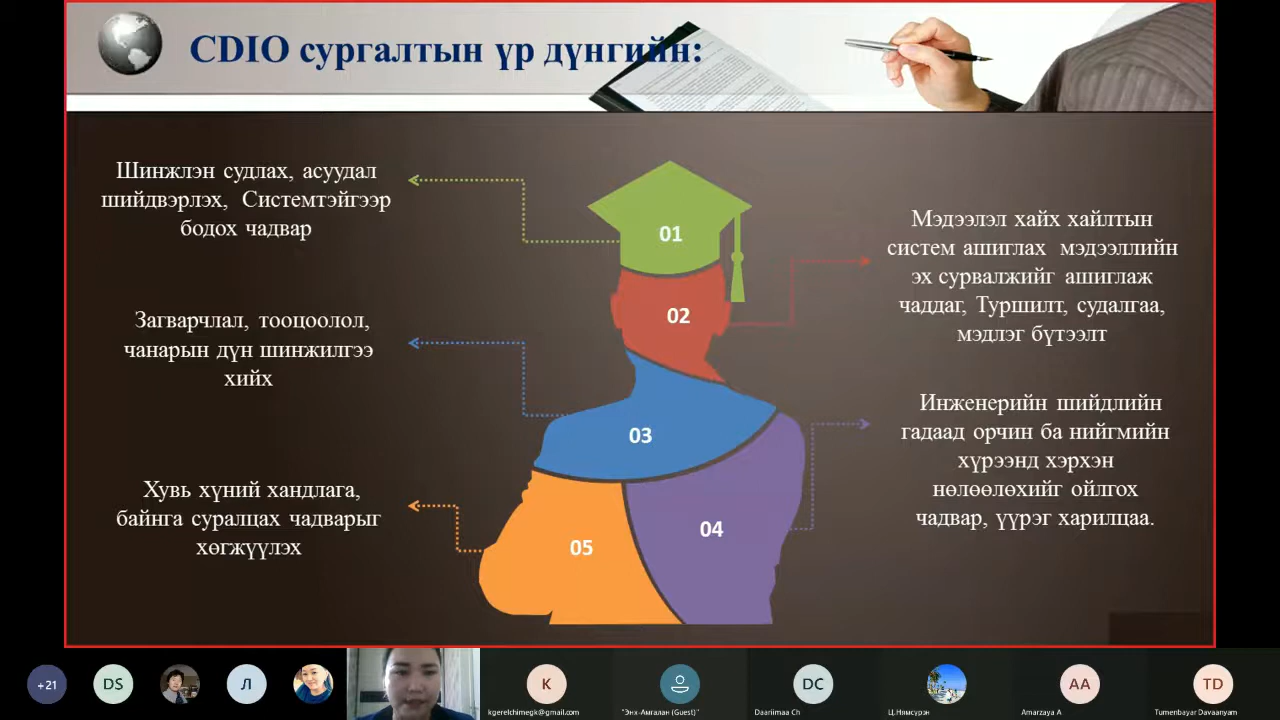 CDIO сургалтын үр дүнгийн:
Шинжлэн судлах, асуудал
шийдвэрлэх, Системтэйгээр
бодох чадвар
01
Мэдээлэл хайх хайлтын
систем ашиглах мэдээллийн
эх сурвалжийг ашиглаж
чаддаг, Туршилт, судалгаа,
мэдлэг бүтээлт
02
Загварчлал, тооцоолол,
чанарын дүн шинжилгээ
хийх
03
Инженерийн шийдлийн
гадаад орчин ба нийгмийн
хүрээнд хэрхэн
нөлөөлөхийг ойлгох
чадвар, үүрэг харилцаа.
04
Хувь хүний хандлага,
байнга суралцах чадварыг
хөгжүүлэх
05
+21
DS
Л
K
kgerelchimegk@gmail.com
"Энх-Амгалан (Guest)"
DC
Daariimaa Ch
Ц.Нямсүрэн
AA
Amarzaya A
TD
Tumenbayar Davaanyam